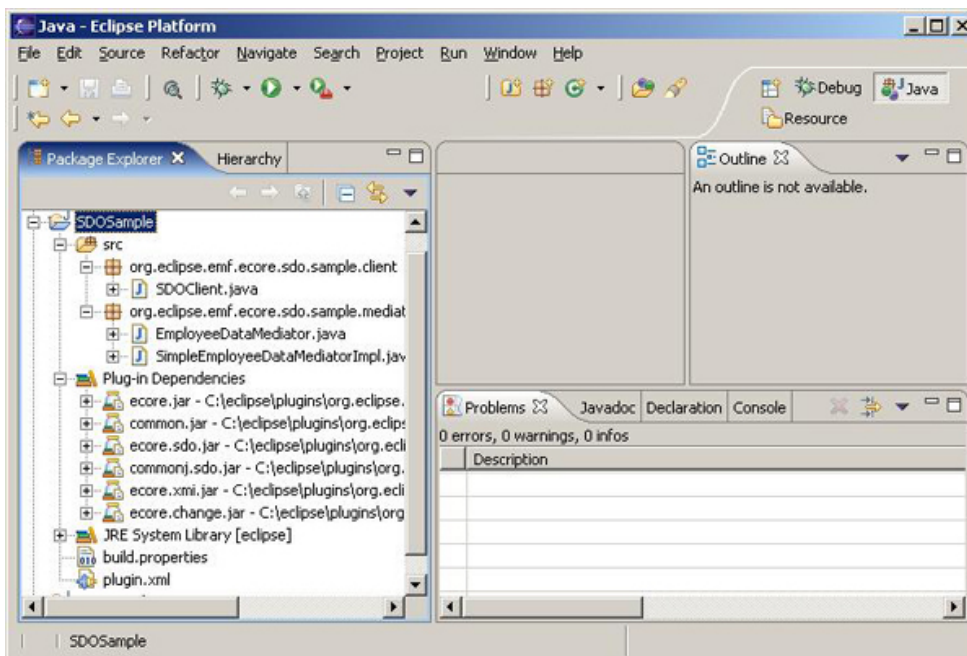 Java - Eclipse Platform
File Edit Source Refactor Navigate Search Project Run Window Help
Debug Java
Resource
Package Explorer Hierarchy
Outline
An outline is not available.
SDOSample
src
org.eclipse.emf.ecore.sdo.sample.client
SDOClient.java
org.eclipse.emf.ecore.sdo.sample.mediat
EmployeeDataMediator.java
SimpleEmployeeDataMediatorImpl.jav
Plug-in Dependencies
ecore.jar - C:\eclipse\plugins\org.eclipse.
common.jar - C:\eclipse\plugins\org.eclips
ecore.sdo.jar - C:\eclipse\plugins\org.ecli
commonj.sdo.jar - C:\eclipse\plugins\org.
ecore.xmi.jar - C:\eclipse\plugins\org.ecli
ecore.change.jar - C:\eclipse\plugins\org
JRE System Library [eclipse]
build.properties
plugin.xml
Problems Javadoc Declaration Console
0 errors, 0 warnings, 0 infos
Description
SDOSample